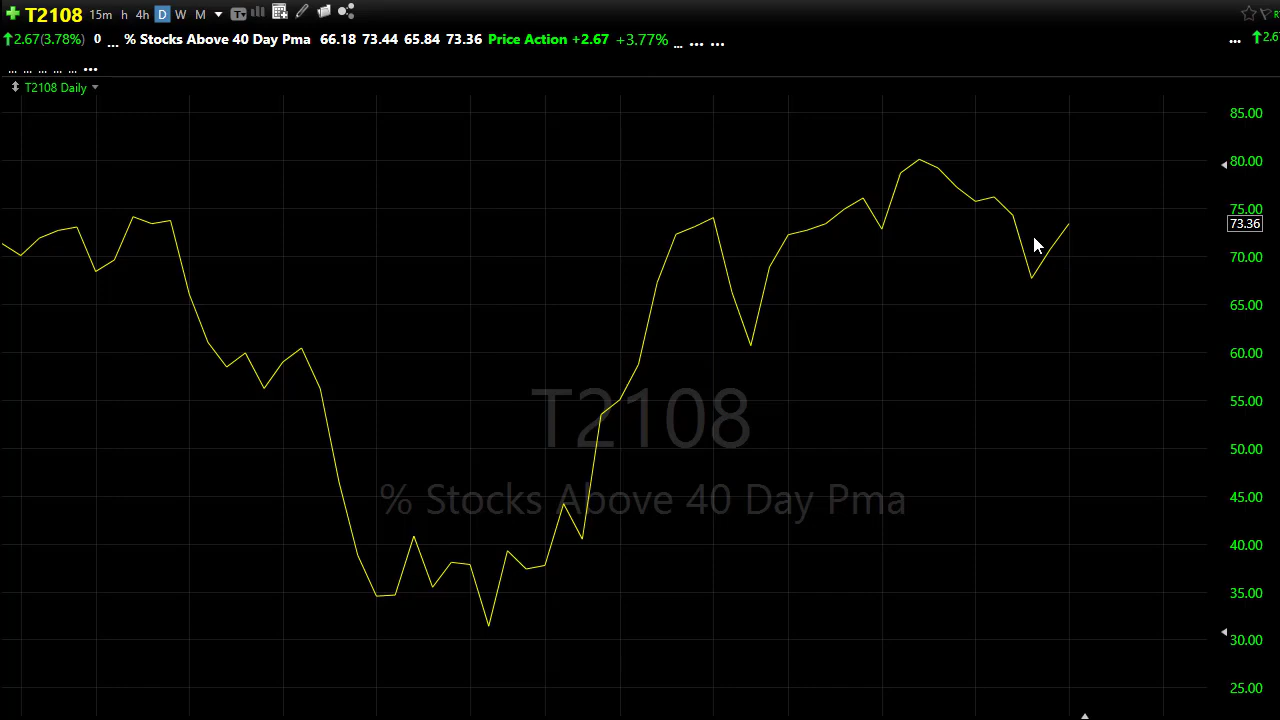 T2108 15m h 4h D W M
2.67(3.78%) 0 ... % Stocks Above 40 Day Pma 66.18 73.44 65.84 73.36 Price Action +2.67 +3.77% ... ... ... ... 2.6
... ... ... ... ... ...
T2108 Daily
85.00
80.00
75.00
73.36
70.00
65.00
60.00
55.00
50.00
45.00
40.00
35.00
30.00
25.00
T2108
% Stocks Above 40 Day Pma